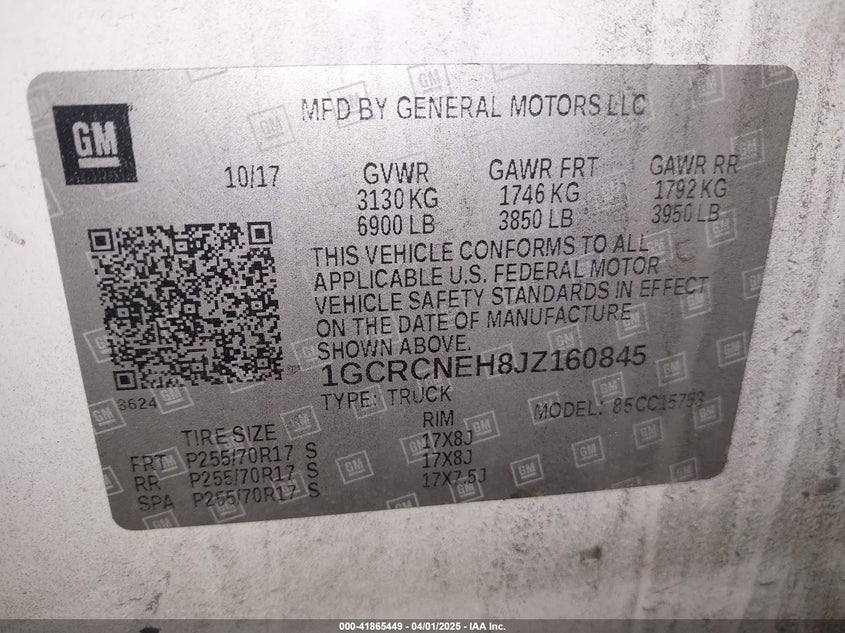 GM
MFD BY GENERAL MOTORS LLC
10/17
GVWR
3130 KG
6900 LB
GAWR FRT
1746 KG
3850 LB
GAWR RR
1792 KG
3950 LB
THIS VEHICLE CONFORMS TO ALL
APPLICABLE U.S. FEDERAL MOTOR
VEHICLE SAFETY STANDARDS IN EFFECT
ON THE DATE OF MANUFACTURE
SHOWN ABOVE.
1GCRCNEH8JZ160845
3624
TYPE: TRUCK
MODEL: 85CC15753
TIRE SIZE
RIM
FRT P255/70R17 S 17X8J
RR P255/70R17 S 17X8J
SPA P255/70R17 S 17X7.5J
000-41865449 - 04/01/2025 - IAA Inc.